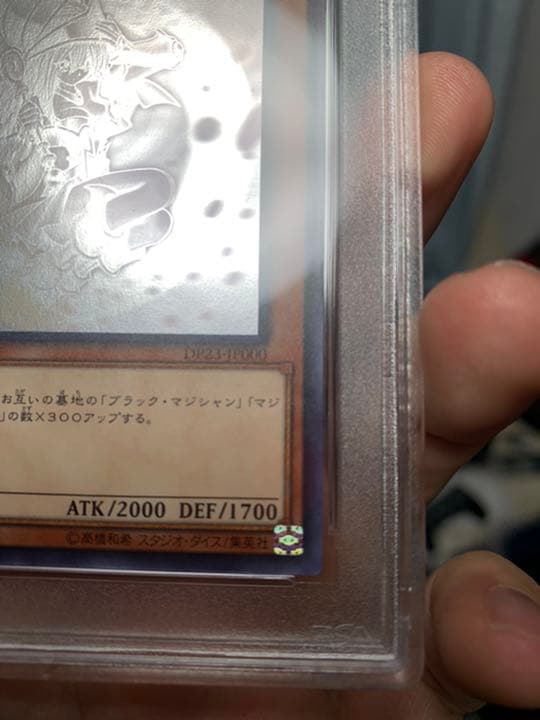 DP23-JP000
お互いの墓地の「ブラック・マジシャン」「マジ
」の数×300アップする。
ATK/2000 DEF/1700
©高橋和希 スタジオ・ダイス/集英社
PSA